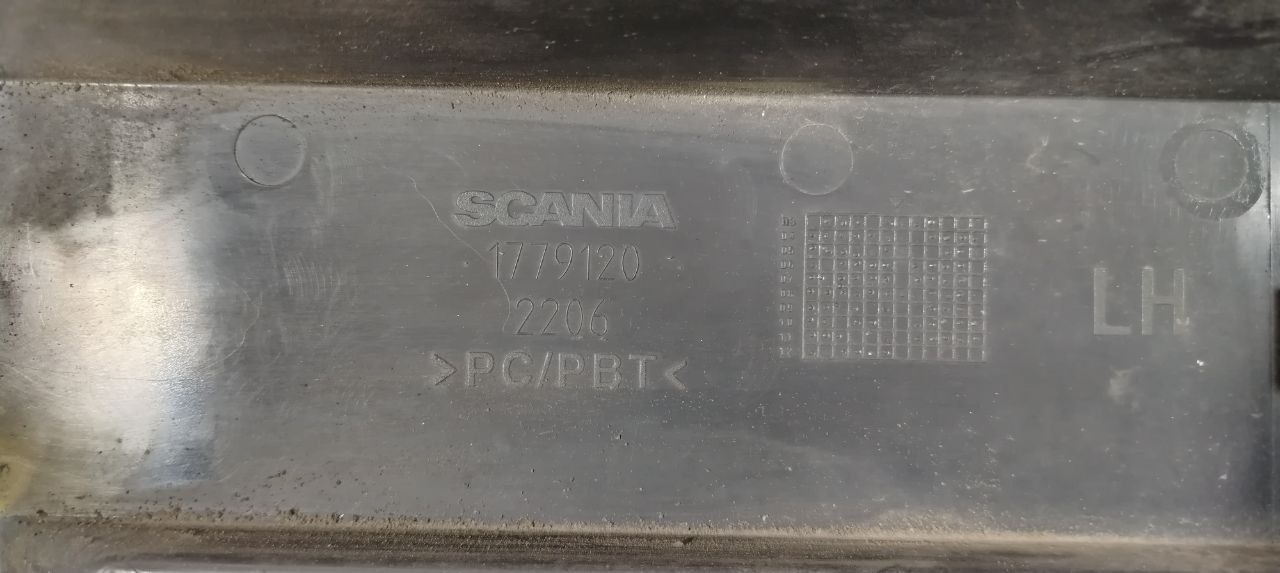 SCANIA
1779120
2206
>PC/PBT<
LH